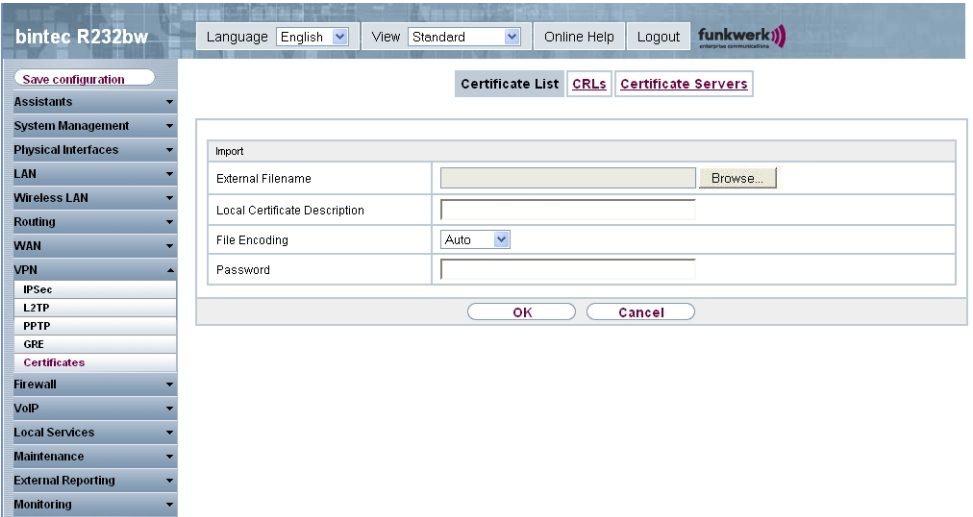 bintec R232bw
Language English View Standard Online Help Logout funkwerk
enterprise communications
Save configuration
Assistants
System Management
Physical Interfaces
LAN
Wireless LAN
Routing
WAN
VPN
IPSec
L2TP
PPTP
GRE
Certificates
Firewall
VoIP
Local Services
Maintenance
External Reporting
Monitoring
Certificate List CRLs Certificate Servers
Import
External Filename Browse...
Local Certificate Description
File Encoding Auto
Password
OK Cancel